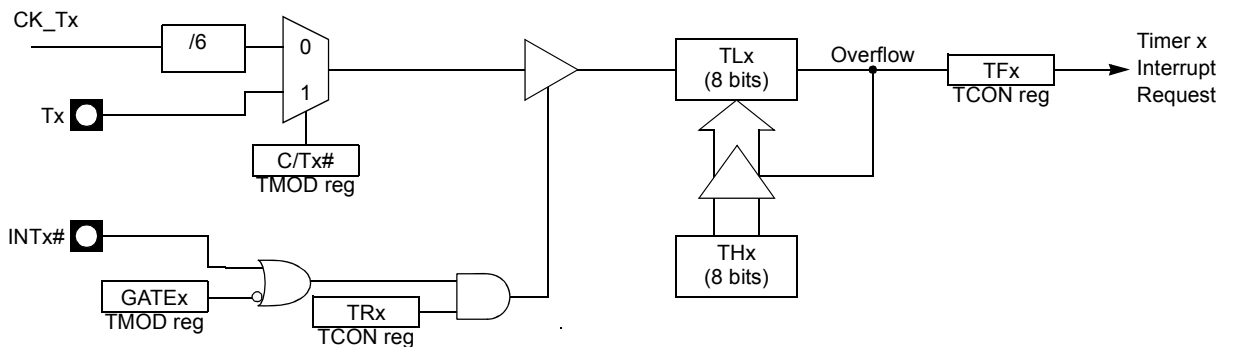 CK_Tx
/6
0
1
Tx
C/Tx#
TMOD reg
TLx
(8 bits)
Overflow
TFx
TCON reg
Timer x
Interrupt
Request
INTx#
GATEx
TMOD reg
TRx
TCON reg
THx
(8 bits)